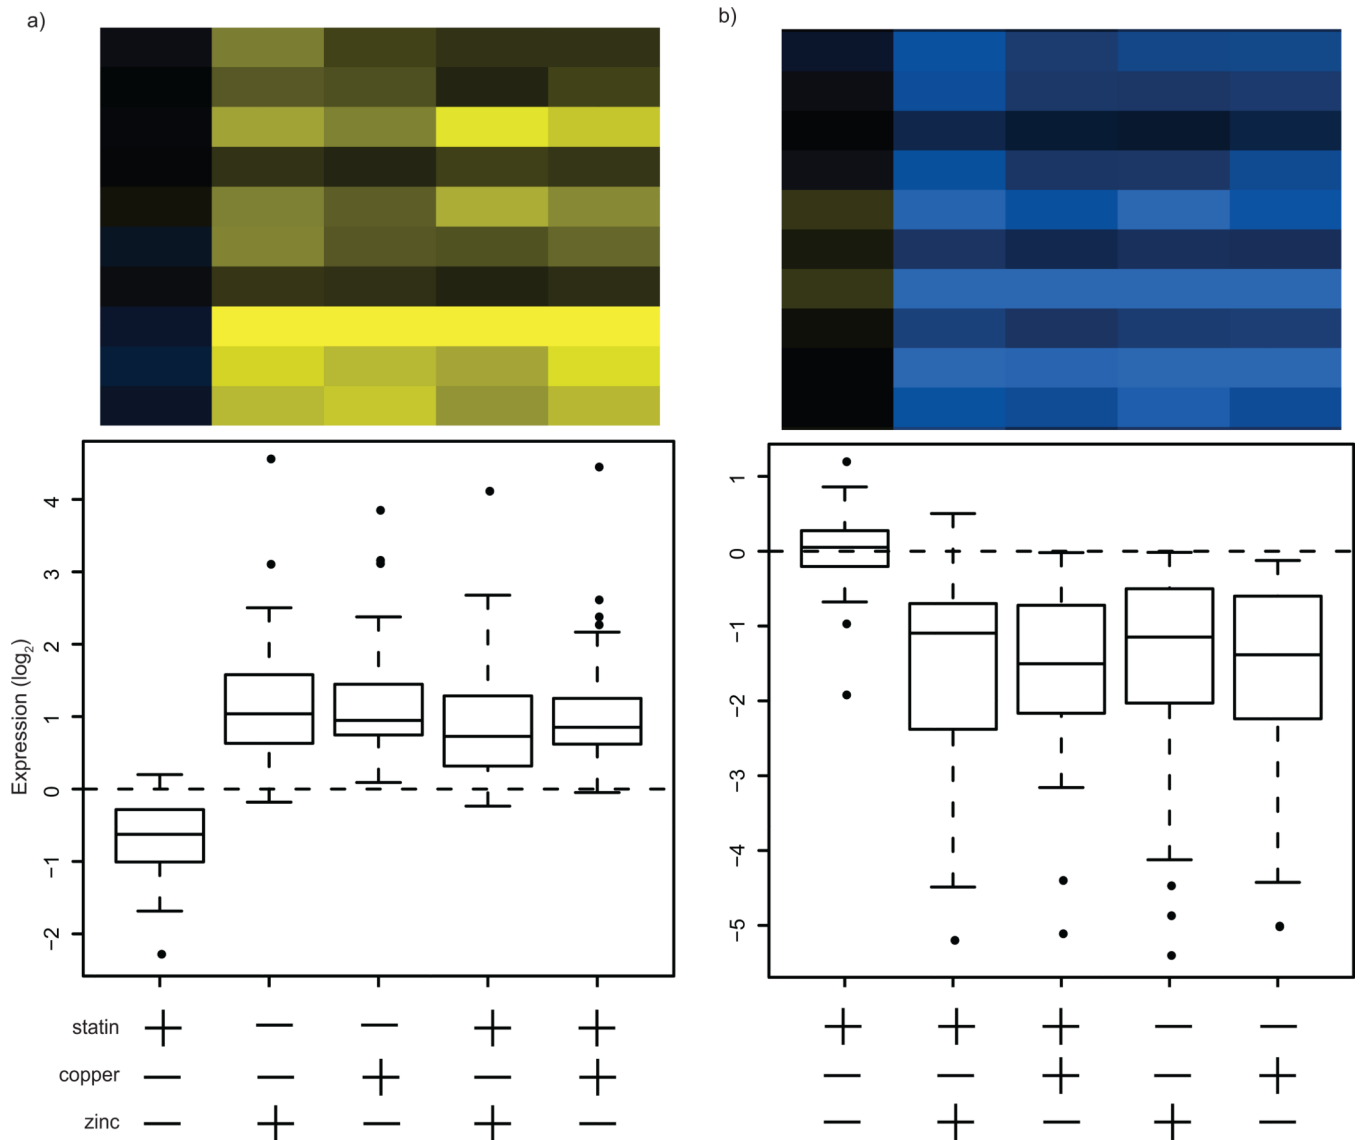 a)
b)
Expression (log2)
4
3
2
1
0
−1
−2
1
0
−1
−2
−3
−4
−5
statin + − − + + + + + − −
copper − − + − + − − + − +
zinc − + − + − − + − + −